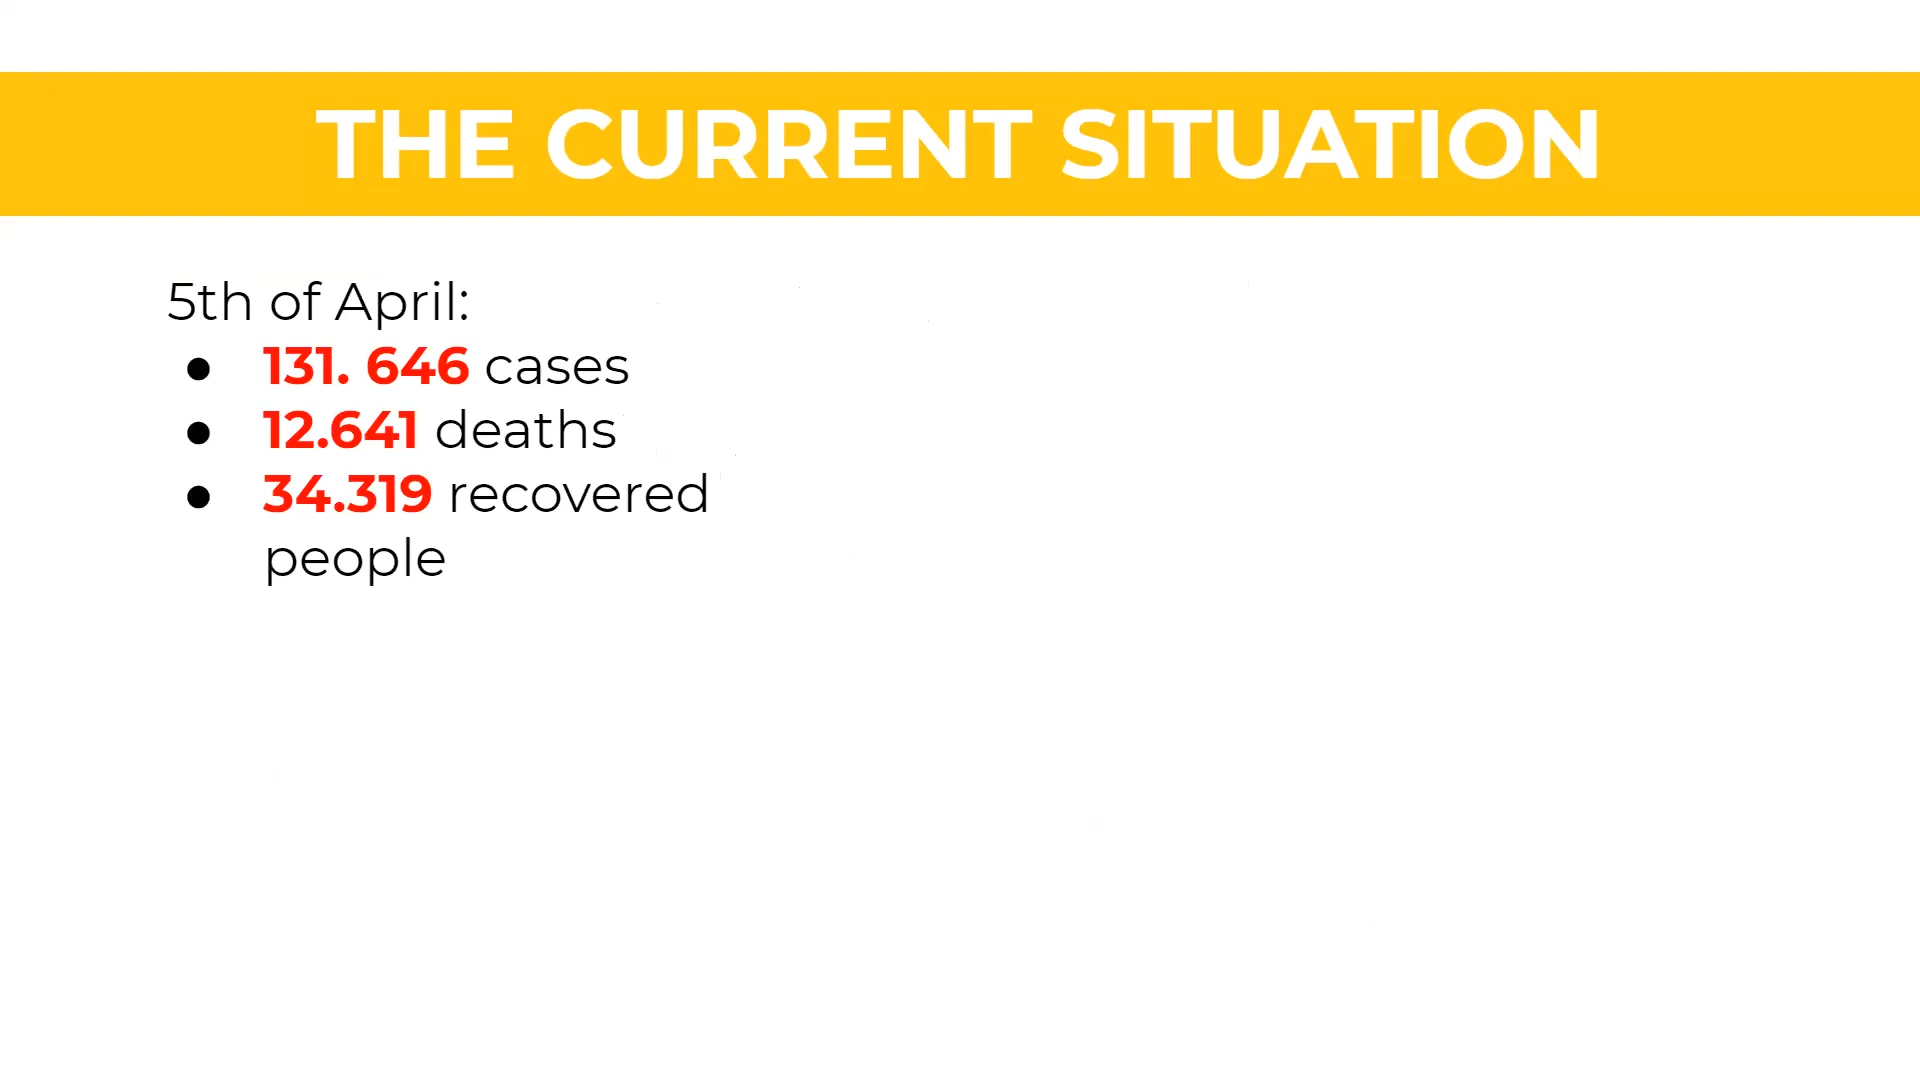 THE CURRENT SITUATION
5th of April:
● 131. 646 cases
● 12.641 deaths
● 34.319 recovered
people